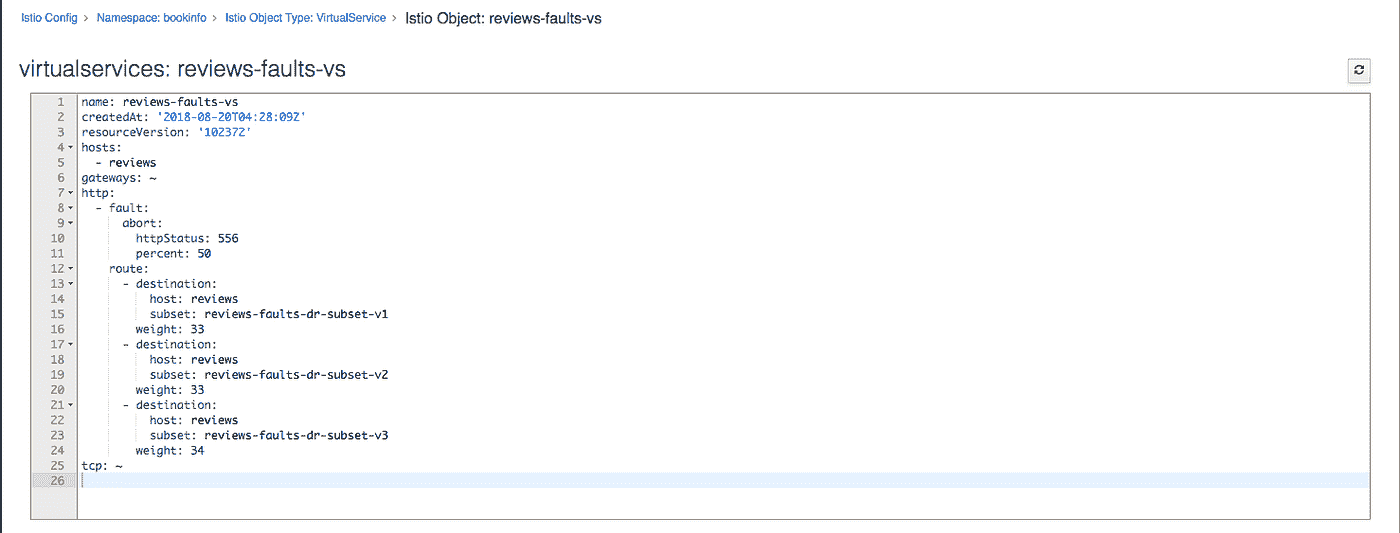 Istio Config > Namespace: bookinfo > Istio Object Type: VirtualService > Istio Object: reviews-faults-vs
virtualservices: reviews-faults-vs
1 name: reviews-faults-vs
2 createdAt: '2018-08-20T04:28:09Z'
3 resourceVersion: '102372'
4 hosts:
5   - reviews
6 gateways: ~
7 http:
8   - fault:
9       abort:
10         httpStatus: 556
11         percent: 50
12     route:
13       - destination:
14           host: reviews
15           subset: reviews-faults-dr-subset-v1
16         weight: 33
17       - destination:
18           host: reviews
19           subset: reviews-faults-dr-subset-v2
20         weight: 33
21       - destination:
22           host: reviews
23           subset: reviews-faults-dr-subset-v3
24         weight: 34
25 tcp: ~
26